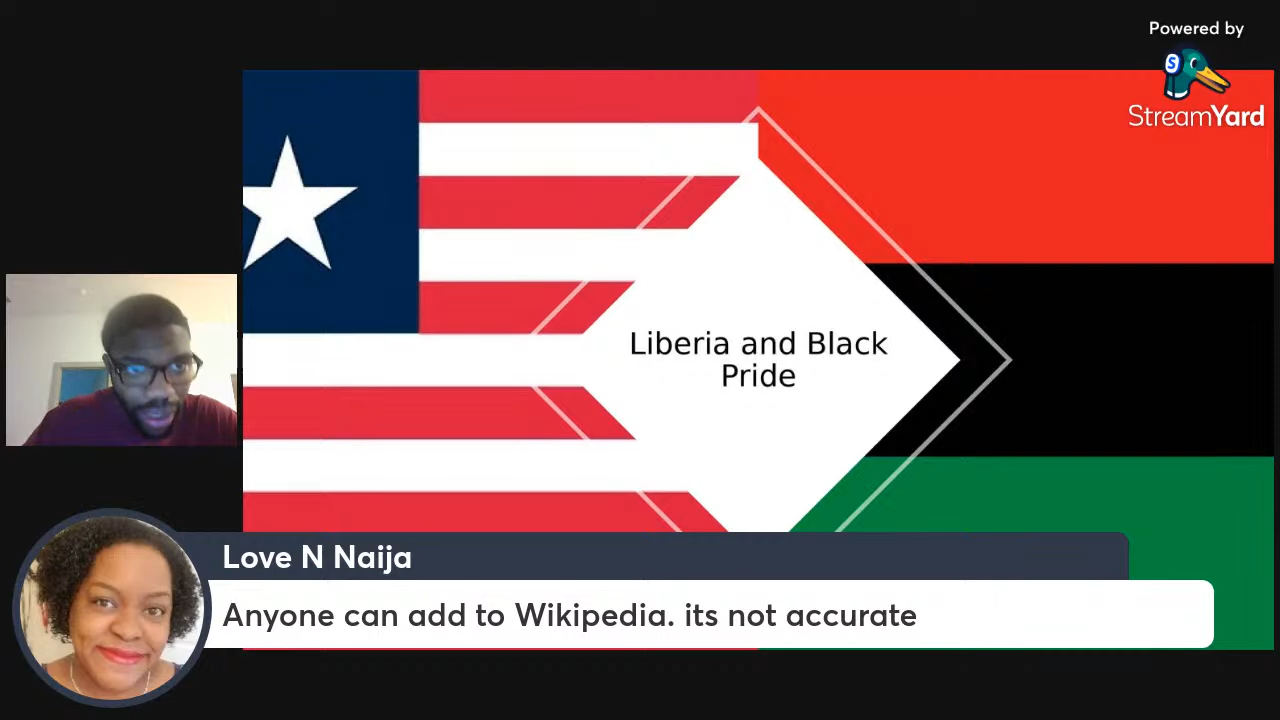 Powered by
StreamYard
Liberia and Black
Pride
Love N Naija
Anyone can add to Wikipedia. its not accurate